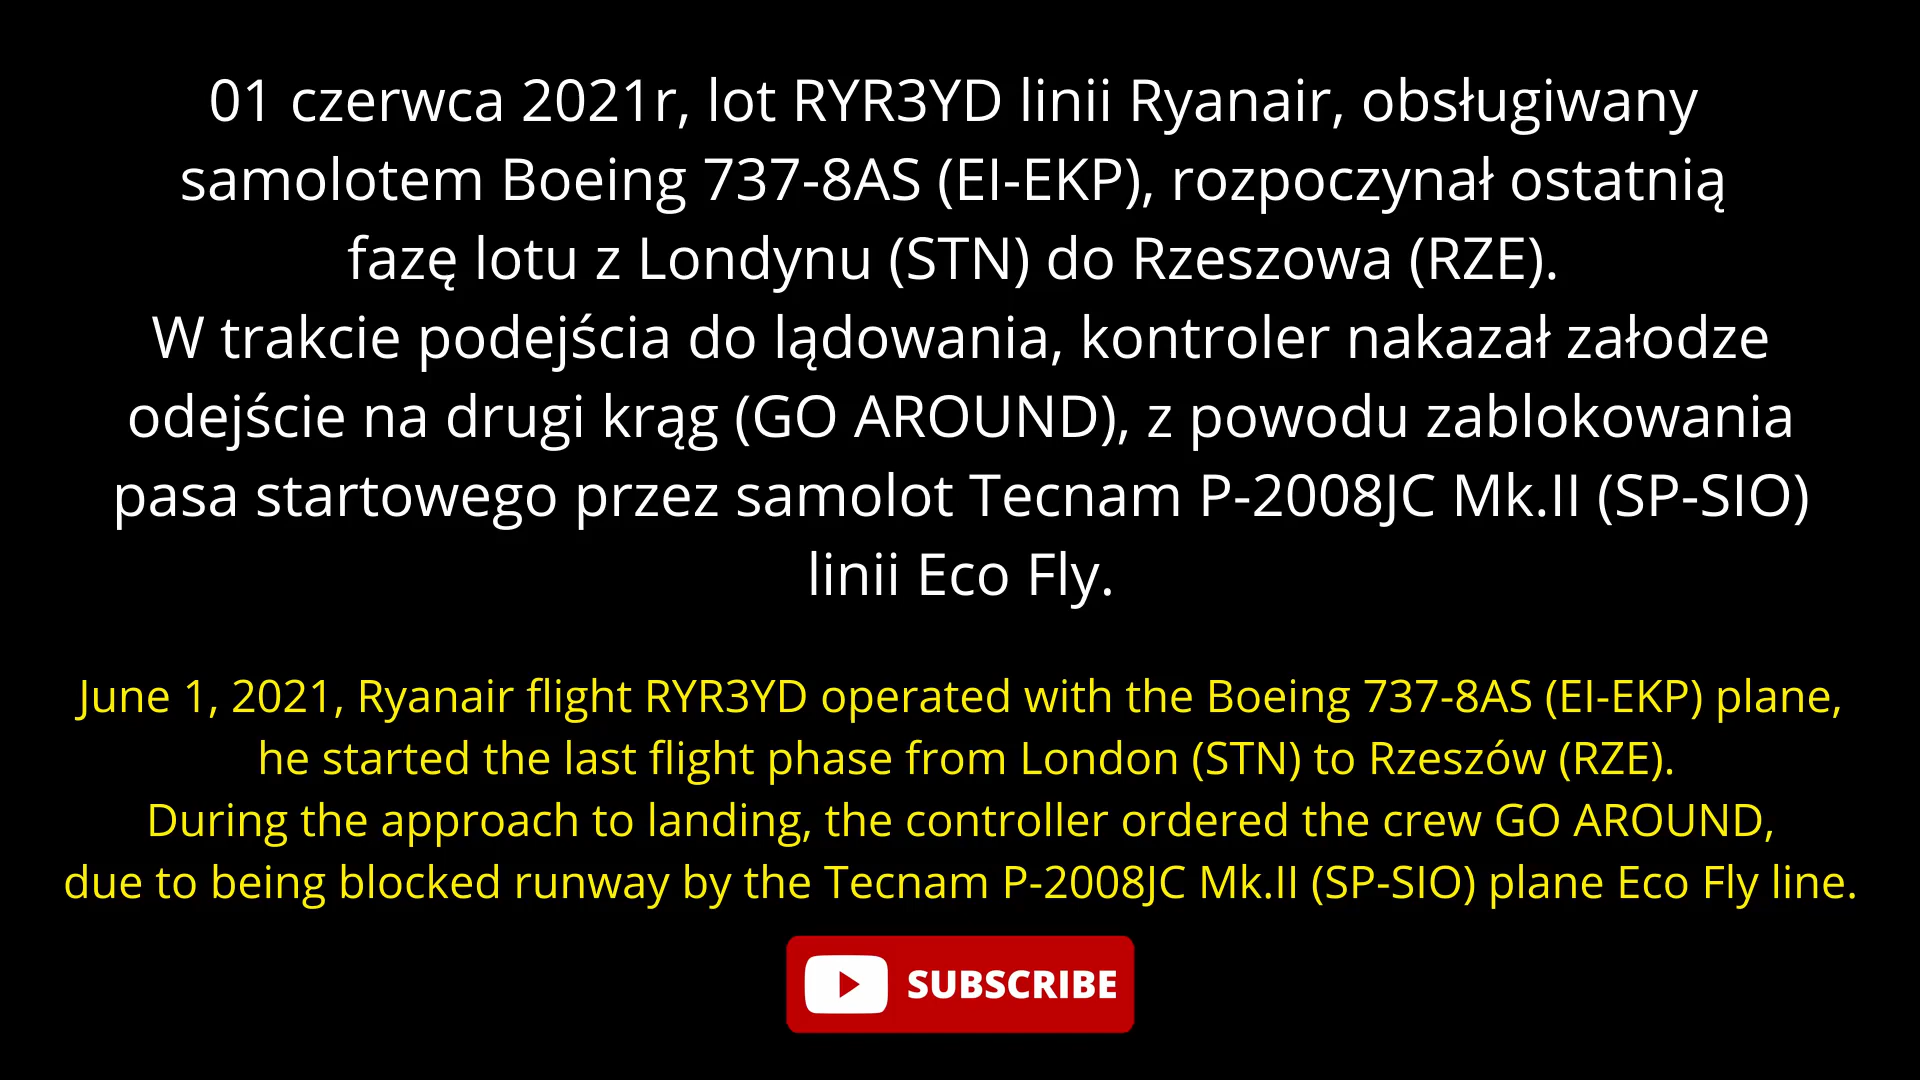 01 czerwca 2021r, lot RYR3YD linii Ryanair, obsługiwany
samolotem Boeing 737-8AS (EI-EKP), rozpoczynał ostatnią
fazę lotu z Londynu (STN) do Rzeszowa (RZE).
W trakcie podejścia do lądowania, kontroler nakazał załodze
odejście na drugi krąg (GO AROUND), z powodu zablokowania
pasa startowego przez samolot Tecnam P-2008JC Mk.II (SP-SIO)
linii Eco Fly.
June 1, 2021, Ryanair flight RYR3YD operated with the Boeing 737-8AS (EI-EKP) plane,
he started the last flight phase from London (STN) to Rzeszów (RZE).
During the approach to landing, the controller ordered the crew GO AROUND,
due to being blocked runway by the Tecnam P-2008JC Mk.II (SP-SIO) plane Eco Fly line.
SUBSCRIBE